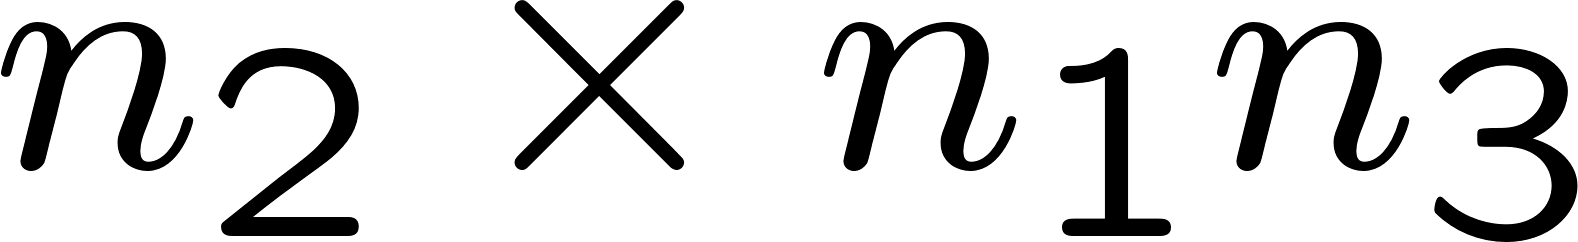 n₂ × n₁n₃